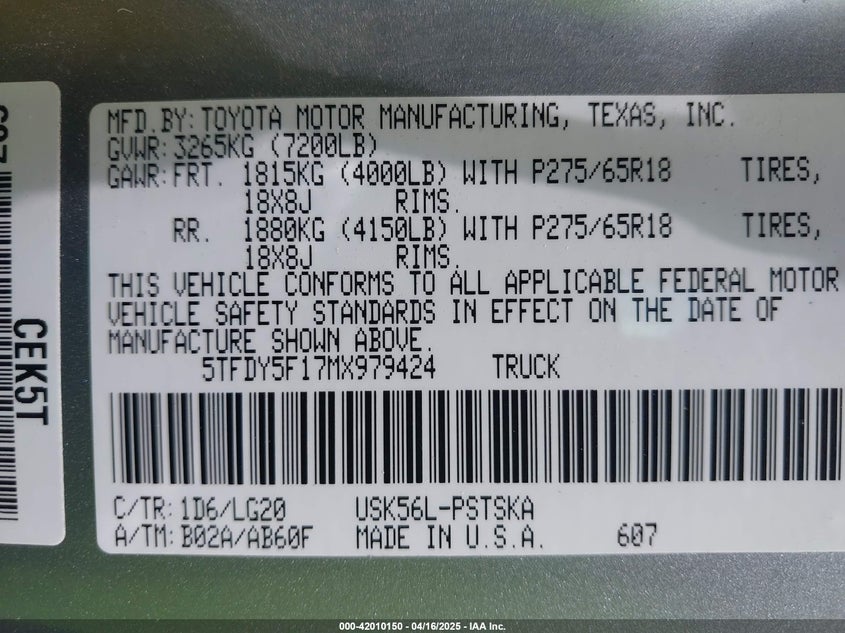 MFD.BY: TOYOTA MOTOR MANUFACTURING, TEXAS, INC.
GVWR: 3265KG (7200LB)
GAWR: FRT. 1815KG (4000LB) WITH P275/65R18 TIRES,
18X8J RIMS.
RR. 1880KG (4150LB) WITH P275/65R18 TIRES,
18X8J RIMS.
THIS VEHICLE CONFORMS TO ALL APPLICABLE FEDERAL MOTOR
VEHICLE SAFETY STANDARDS IN EFFECT ON THE DATE OF
MANUFACTURE SHOWN ABOVE.
5TFDY5F17MX979424 TRUCK
C/TR: 1D6/LG20 USK56L-PSTSKA
A/TM: B02A/AB60F MADE IN U.S.A. 607
CEK5T
000-42010150 - 04/16/2025 - IAA Inc.